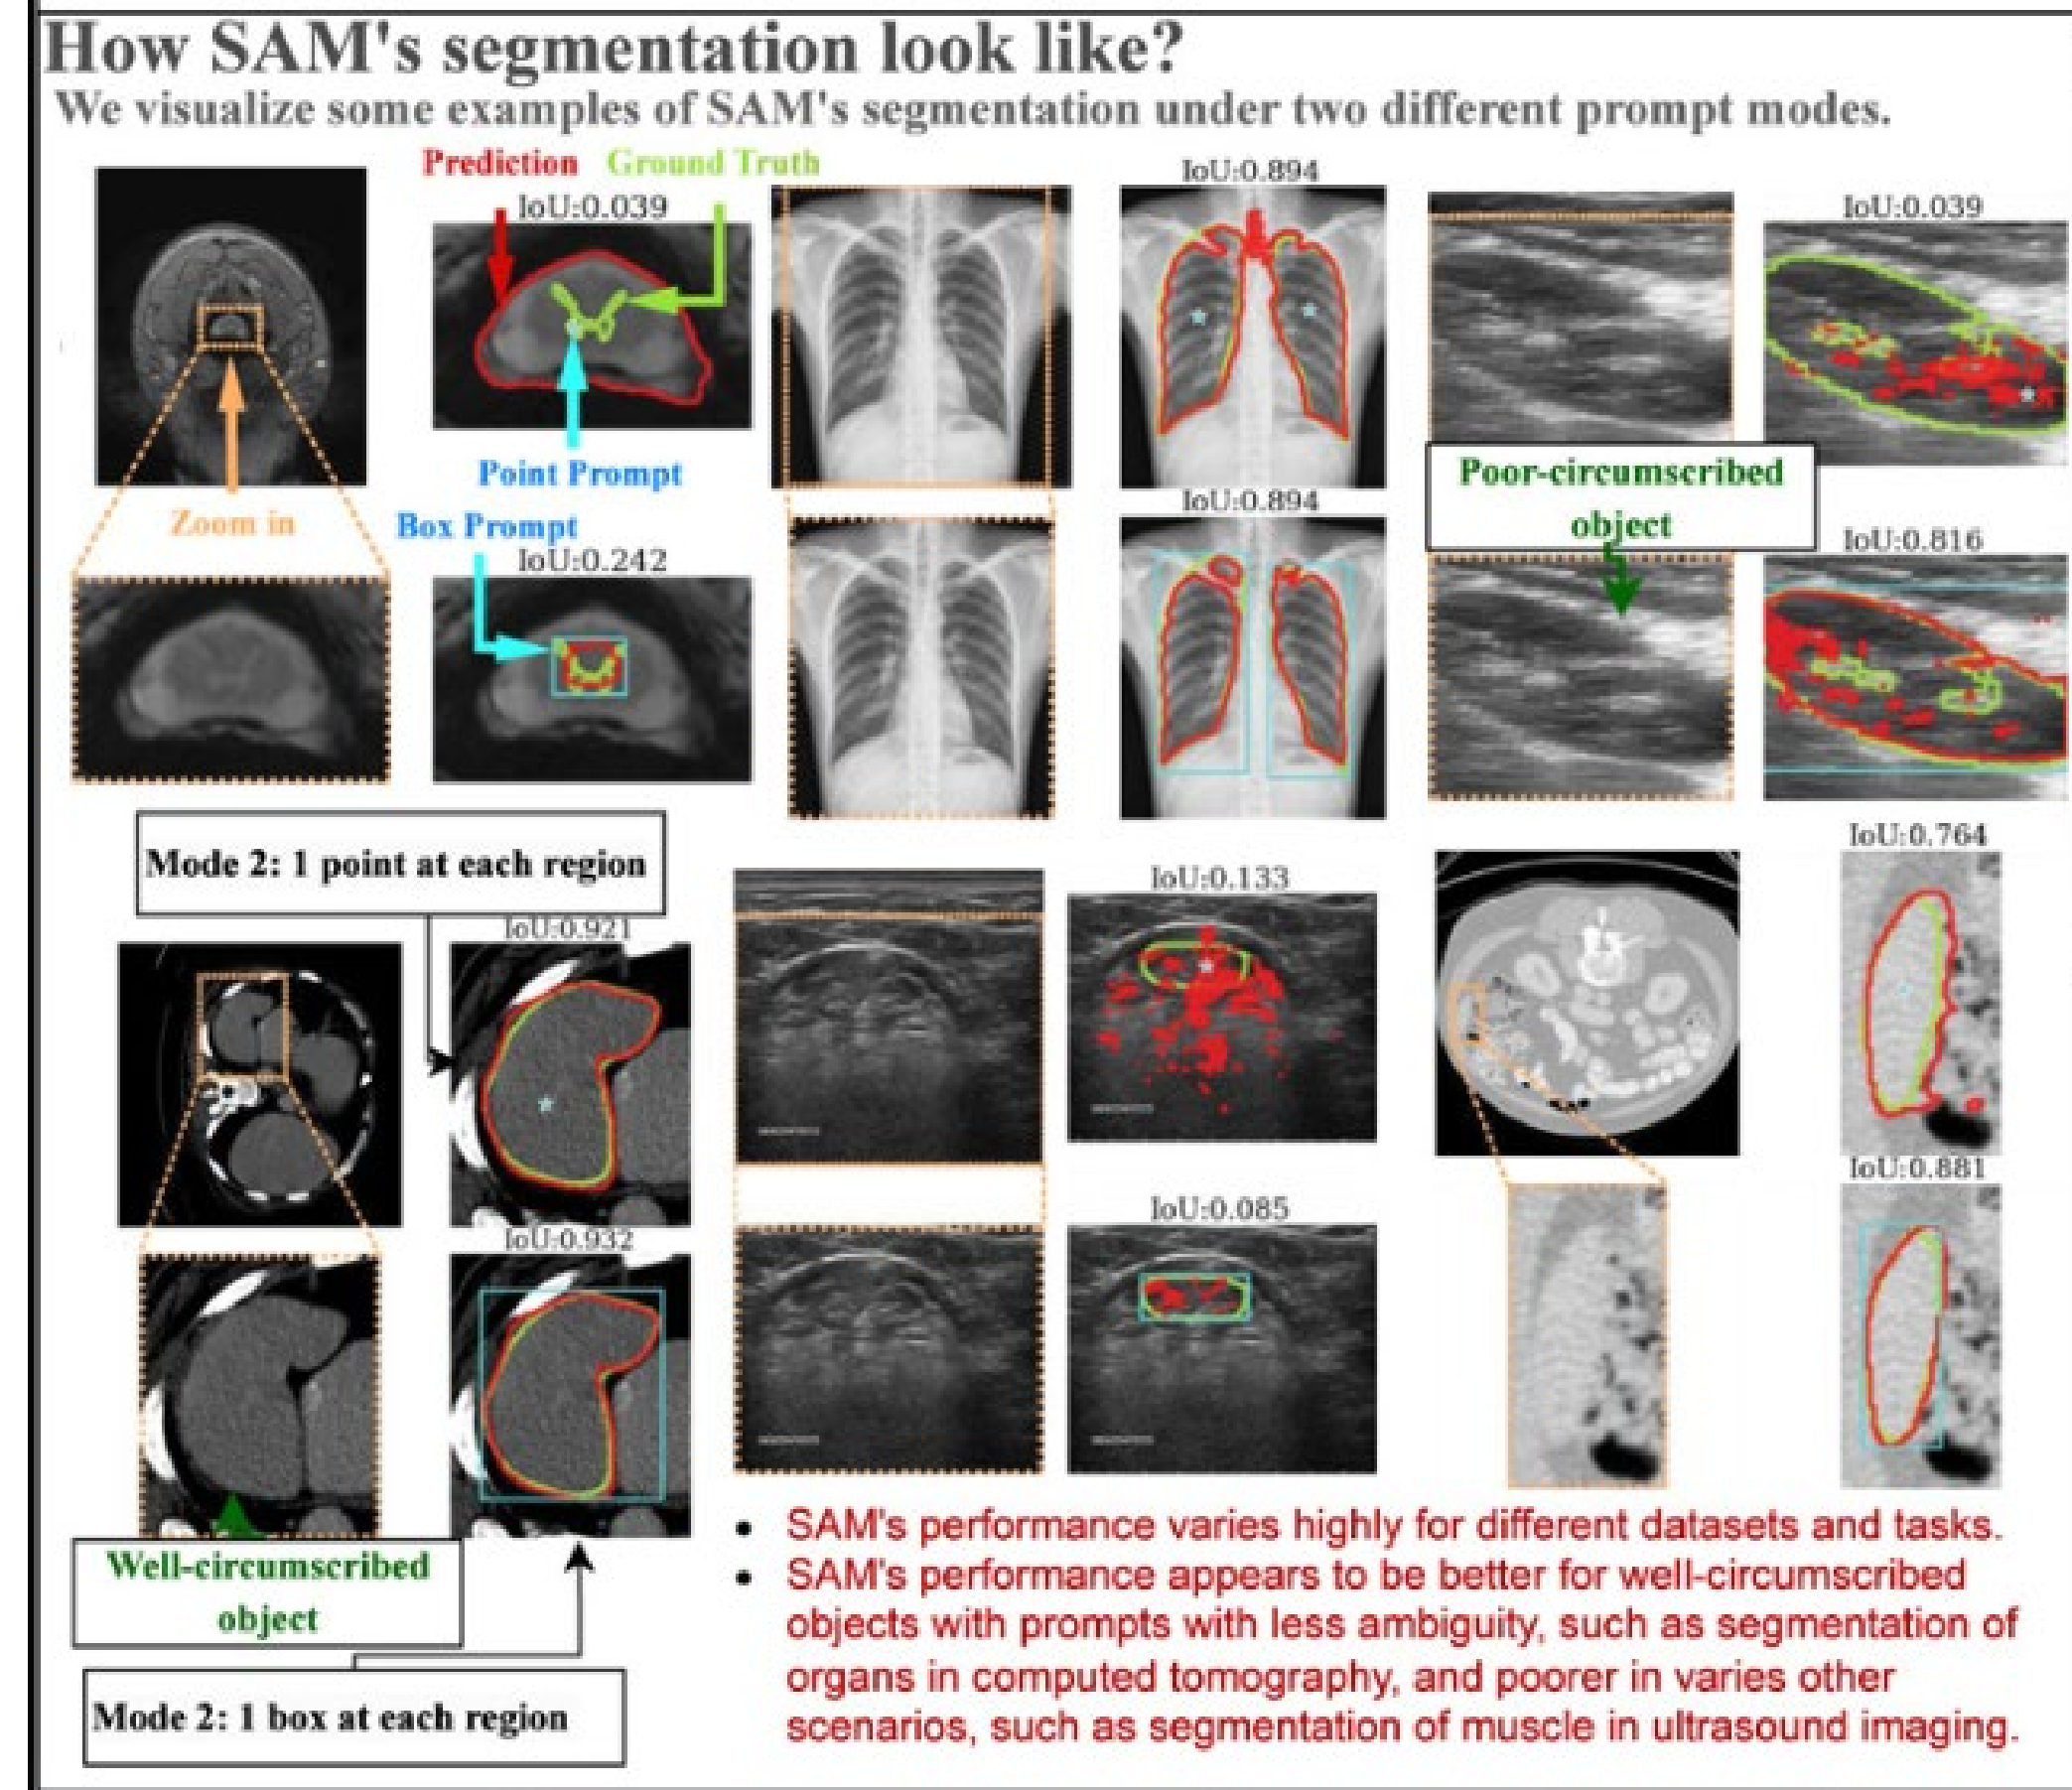 How SAM's segmentation look like?
We visualize some examples of SAM's segmentation under two different prompt modes.
Prediction
Ground Truth
IoU:0.039
Point Prompt
Zoom in
Box Prompt
IoU:0.242
IoU:0.894
IoU:0.894
IoU:0.039
Poor-circumscribed
object
IoU:0.816
Mode 2: 1 point at each region
IoU:0.921
IoU:0.932
Well-circumscribed
object
Mode 2: 1 box at each region
IoU:0.133
IoU:0.085
IoU:0.764
IoU:0.881
• SAM's performance varies highly for different datasets and tasks.
• SAM's performance appears to be better for well-circumscribed
objects with prompts with less ambiguity, such as segmentation of
organs in computed tomography, and poorer in varies other
scenarios, such as segmentation of muscle in ultrasound imaging.